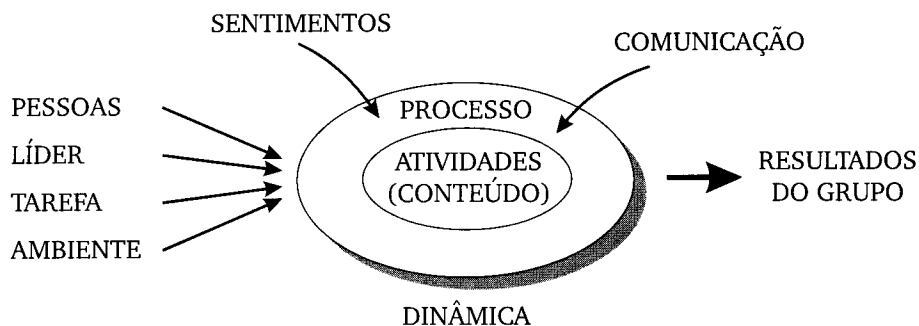 SENTIMENTOS
COMUNICAÇÃO
PESSOAS
LÍDER
TAREFA
AMBIENTE
PROCESSO
ATIVIDADES
(CONTEÚDO)
RESULTADOS
DO GRUPO
DINÂMICA